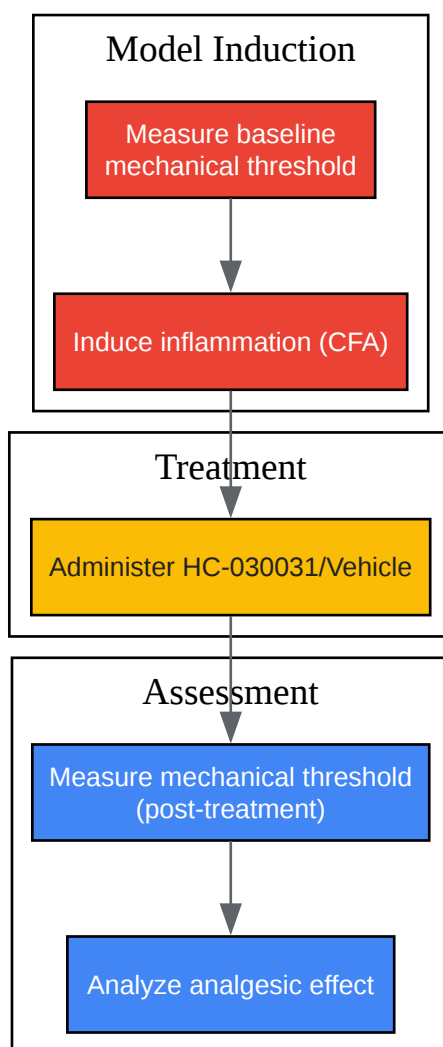 Model Induction
Measure baseline
mechanical threshold
Induce inflammation (CFA)
Treatment
Administer HC-030031/Vehicle
Assessment
Measure mechanical threshold
(post-treatment)
Analyze analgesic effect